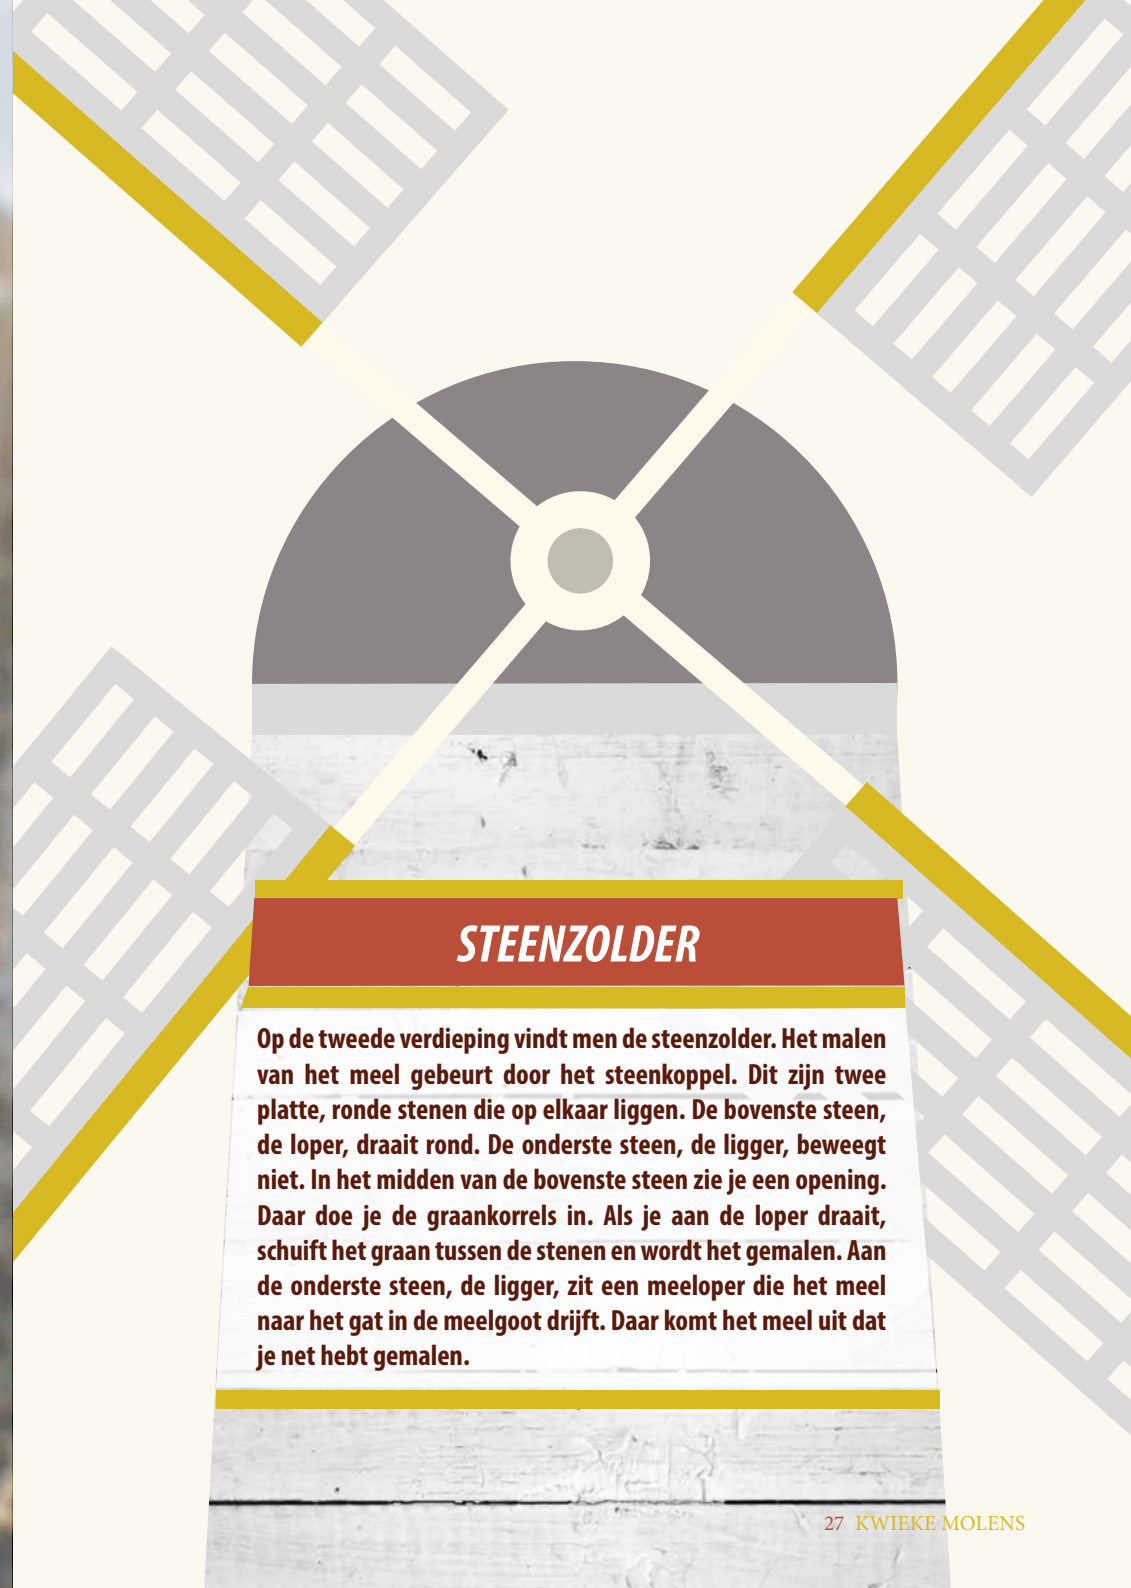 STEENZOLDER
Op de tweede verdieping vindt men de steenzolder. Het malen
van het meel gebeurt door het steenkoppel. Dit zijn twee
platte, ronde stenen die op elkaar liggen. De bovenste steen,
de loper, draait rond. De onderste steen, de ligger, beweegt
niet. In het midden van de bovenste steen zie je een opening.
Daar doe je de graankorrels in. Als je aan de loper draait,
schuift het graan tussen de stenen en wordt het gemalen. Aan
de onderste steen, de ligger, zit een meeloper die het meel
naar het gat in de meelgoot drijft. Daar komt het meel uit dat
je net hebt gemalen.
27 KWIEKE MOLENS